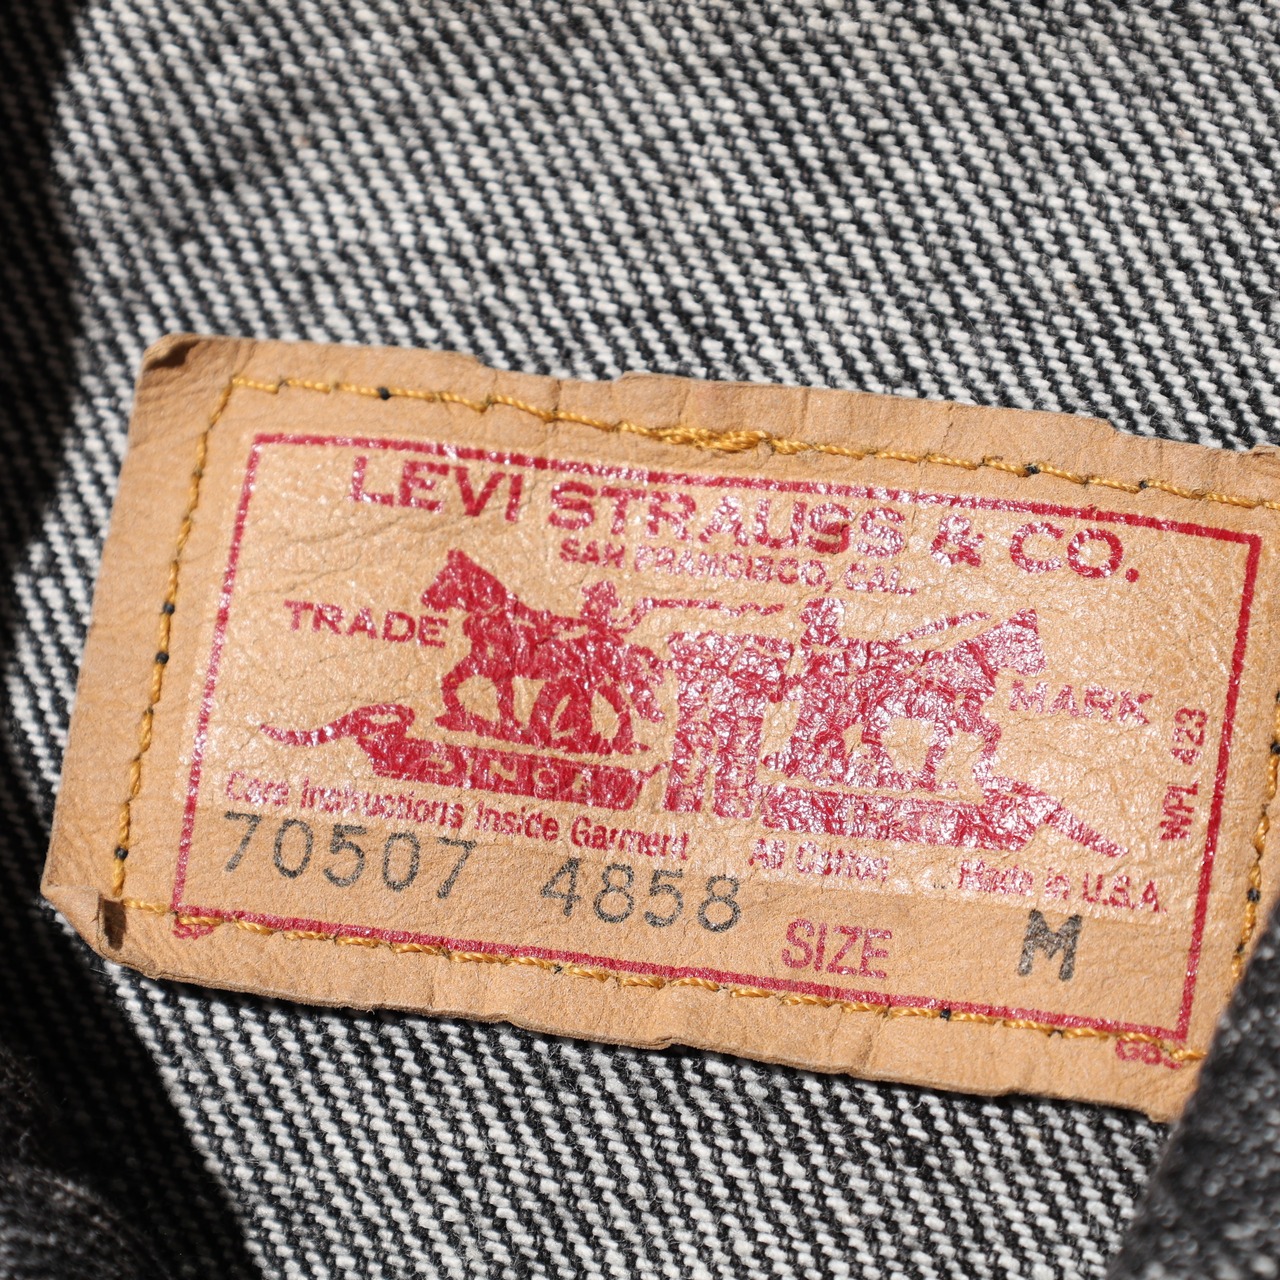 LEVI STRAUSS & CO.
SAN FRANCISCO, CAL.
TRADE MARK
WPL 423
Care Instructions Inside Garment All Cotton Made in U.S.A.
70507 4858
SIZE M